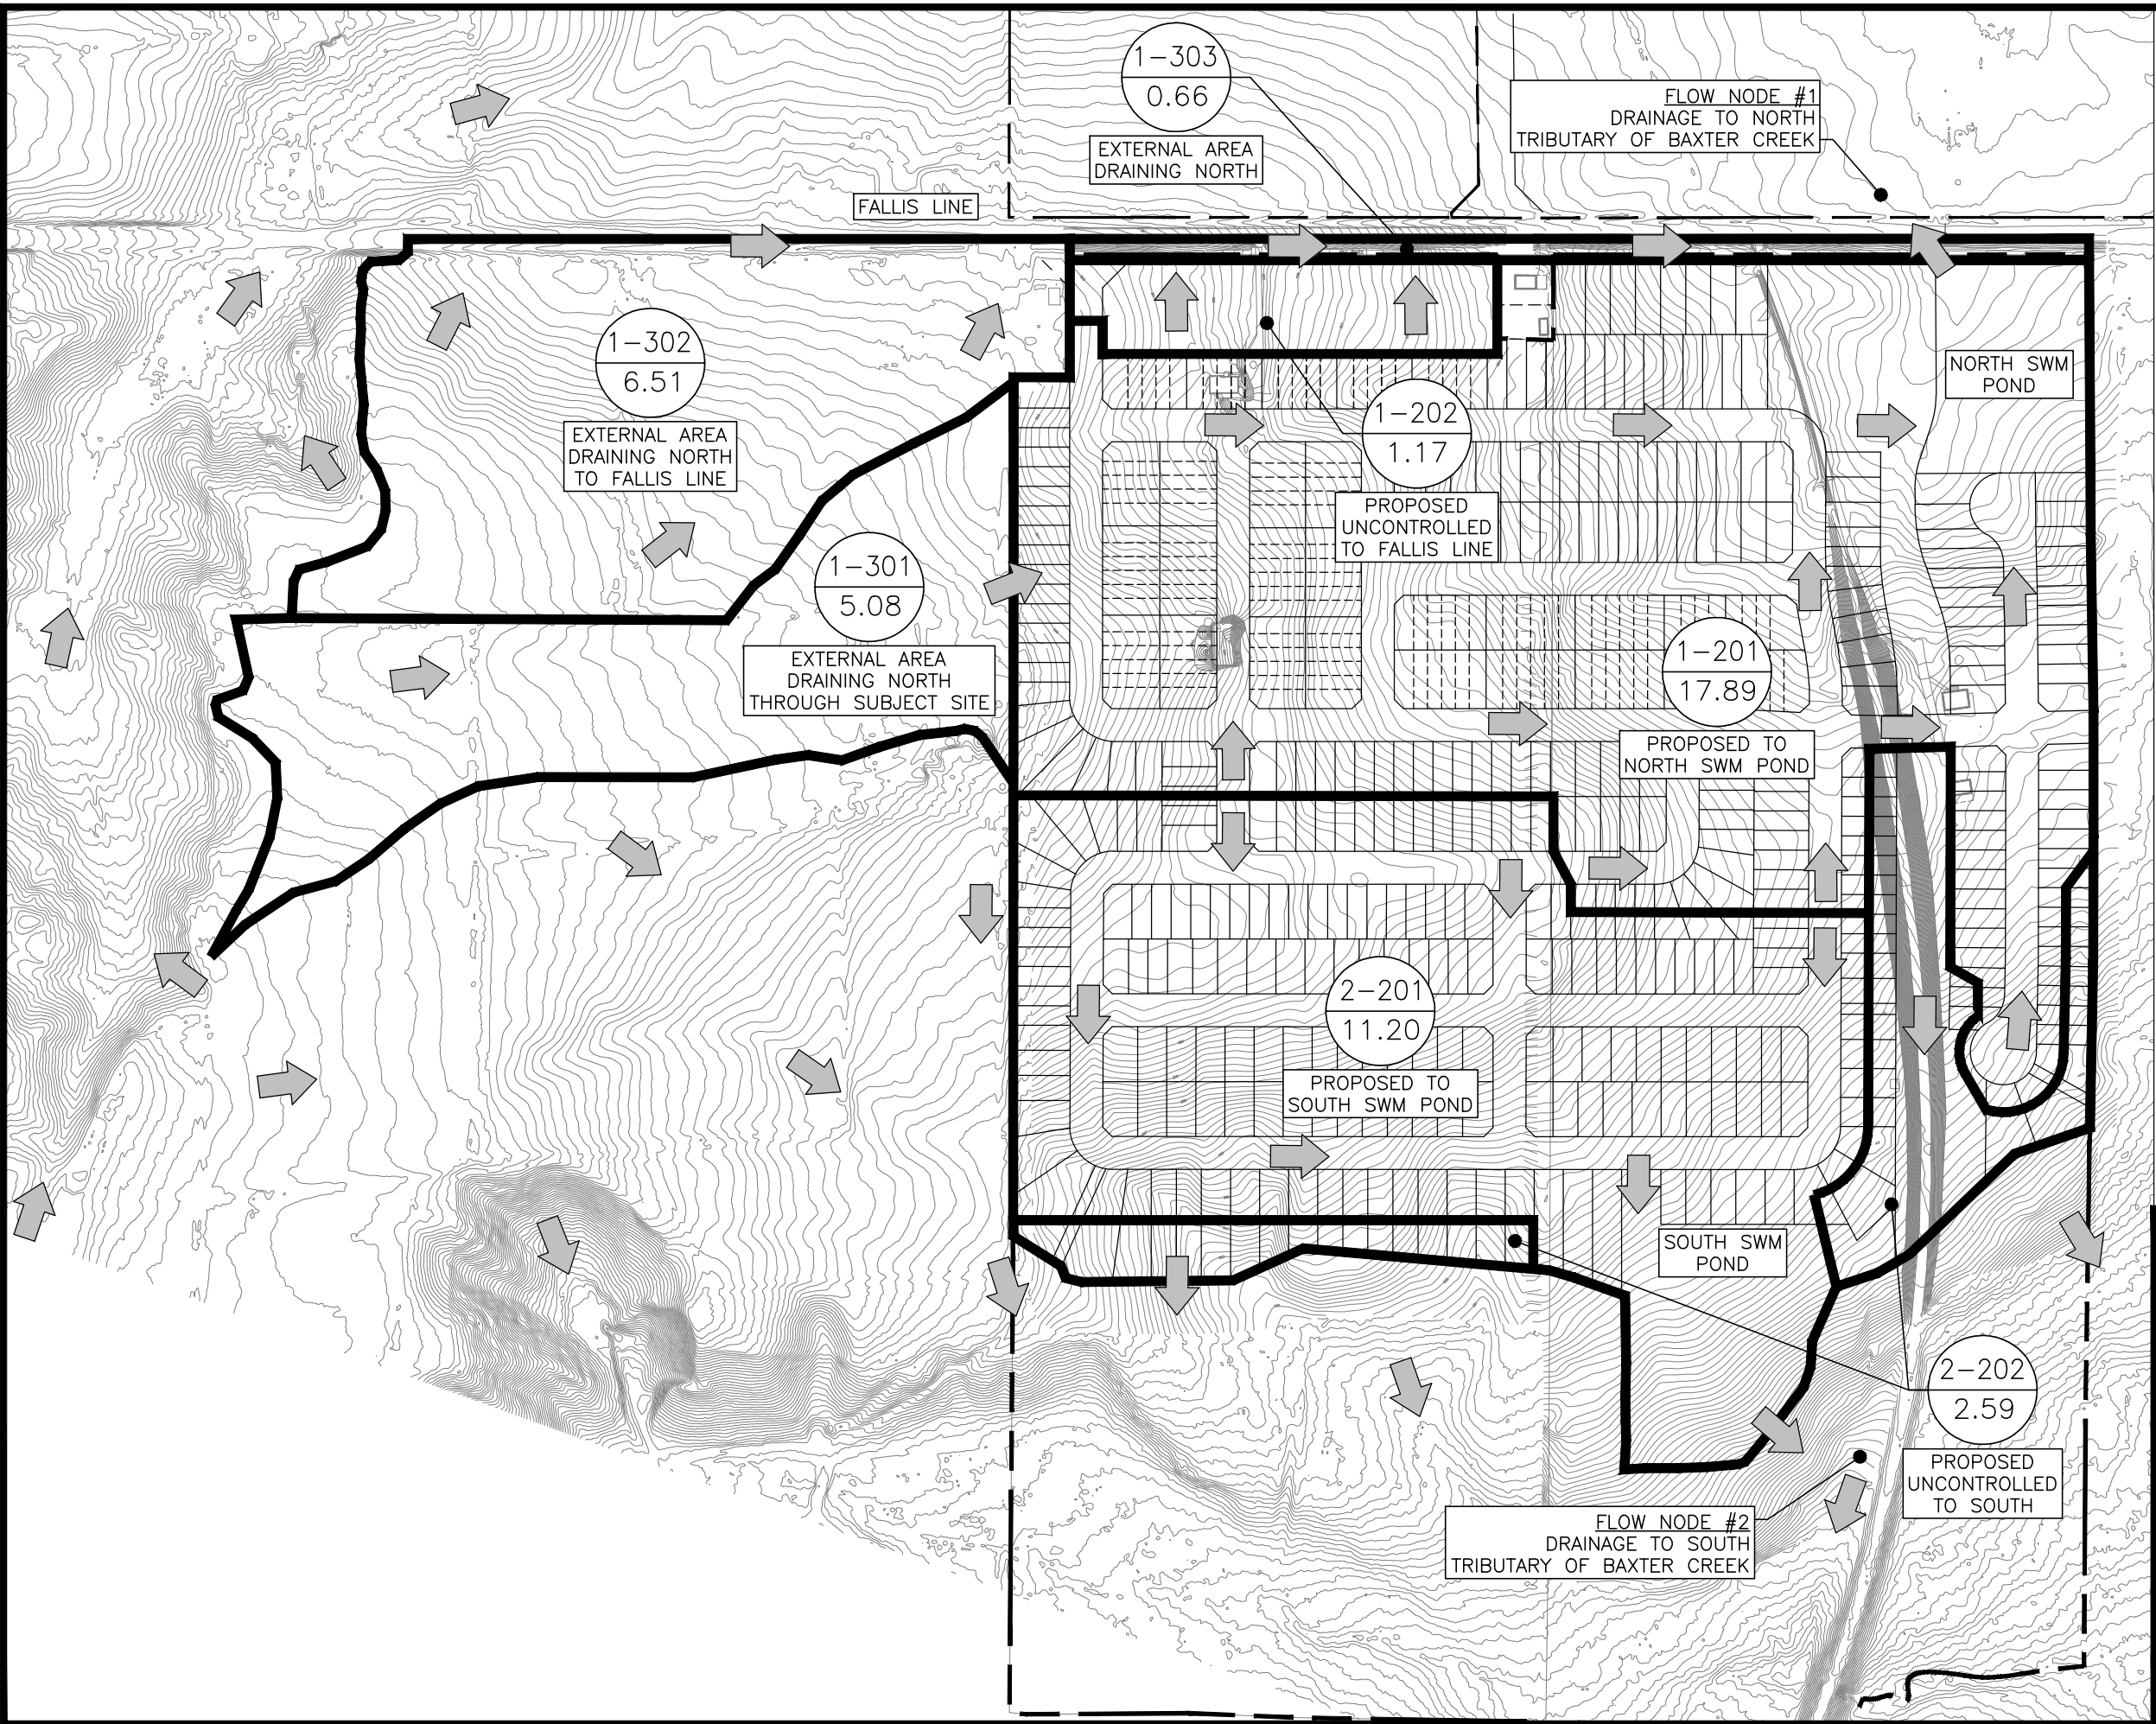 1-303
0.66
EXTERNAL AREA
DRAINING NORTH
FLOW NODE #1
DRAINAGE TO NORTH
TRIBUTARY OF BAXTER CREEK
FALLIS LINE
1-302
6.51
EXTERNAL AREA
DRAINING NORTH
TO FALLIS LINE
NORTH SWM
POND
1-202
1.17
PROPOSED
UNCONTROLLED
TO FALLIS LINE
1-301
5.08
EXTERNAL AREA
DRAINING NORTH
THROUGH SUBJECT SITE
1-201
17.89
PROPOSED TO
NORTH SWM POND
2-201
11.20
PROPOSED TO
SOUTH SWM POND
SOUTH SWM
POND
2-202
2.59
PROPOSED
UNCONTROLLED
TO SOUTH
FLOW NODE #2
DRAINAGE TO SOUTH
TRIBUTARY OF BAXTER CREEK